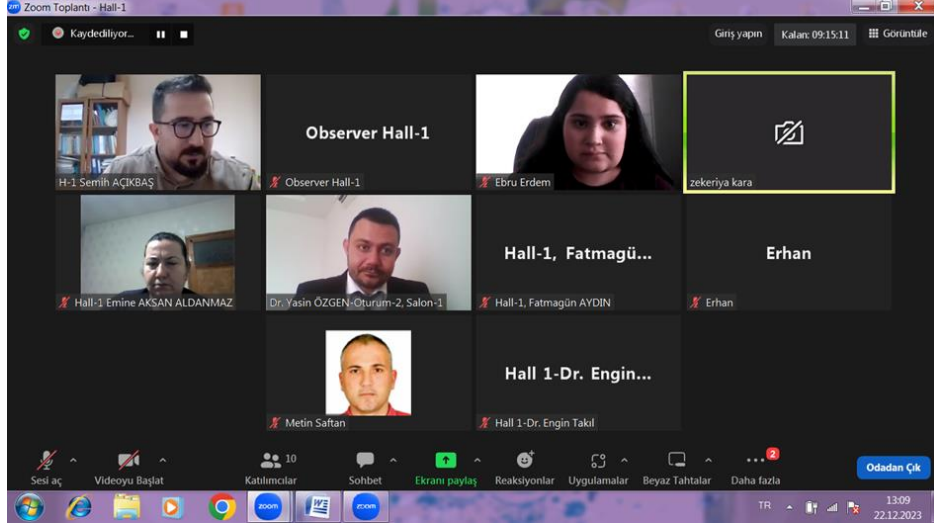 Zoom Toplantı - Hall-1
Kaydediliyor...
Giriş yapın
Kalan: 09:15:11
Görüntüle
H-1 Semih AÇIKBAŞ
Observer Hall-1
Observer Hall-1
Ebru Erdem
zekeriya kara
Hall-1 Emine AKSAN ALDANMAZ
Dr. Yasin ÖZGEN-Oturum-2, Salon-1
Hall-1, Fatmagü...
Hall-1, Fatmagün AYDIN
Erhan
Erhan
Metin Saftan
Hall 1-Dr. Engin...
Hall 1-Dr. Engin Takıl
Sesi aç
Videoyu Başlat
10
Katılımcılar
Sohbet
Ekranı paylaş
Reaksiyonlar
Uygulamalar
Beyaz Tahtalar
2
Daha fazla
Odadan Çık
zoom
zoom
TR
13:09
22.12.2023